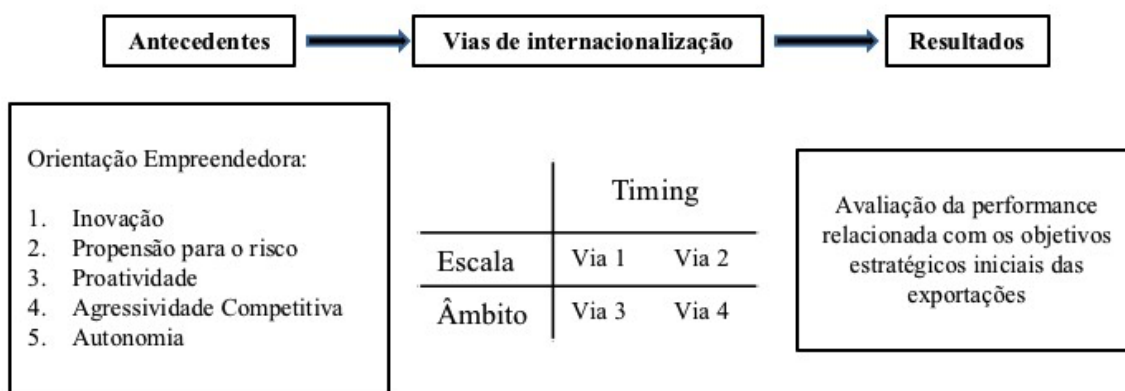 Antecedentes
Vias de internacionalização
Resultados
Orientação Empreendedora:
1. Inovação
2. Propensão para o risco
3. Proatividade
4. Agressividade Competitiva
5. Autonomia
Timing
Escala Via 1 Via 2
Âmbito Via 3 Via 4
Avaliação da performance
relacionada com os objetivos
estratégicos iniciais das
exportações